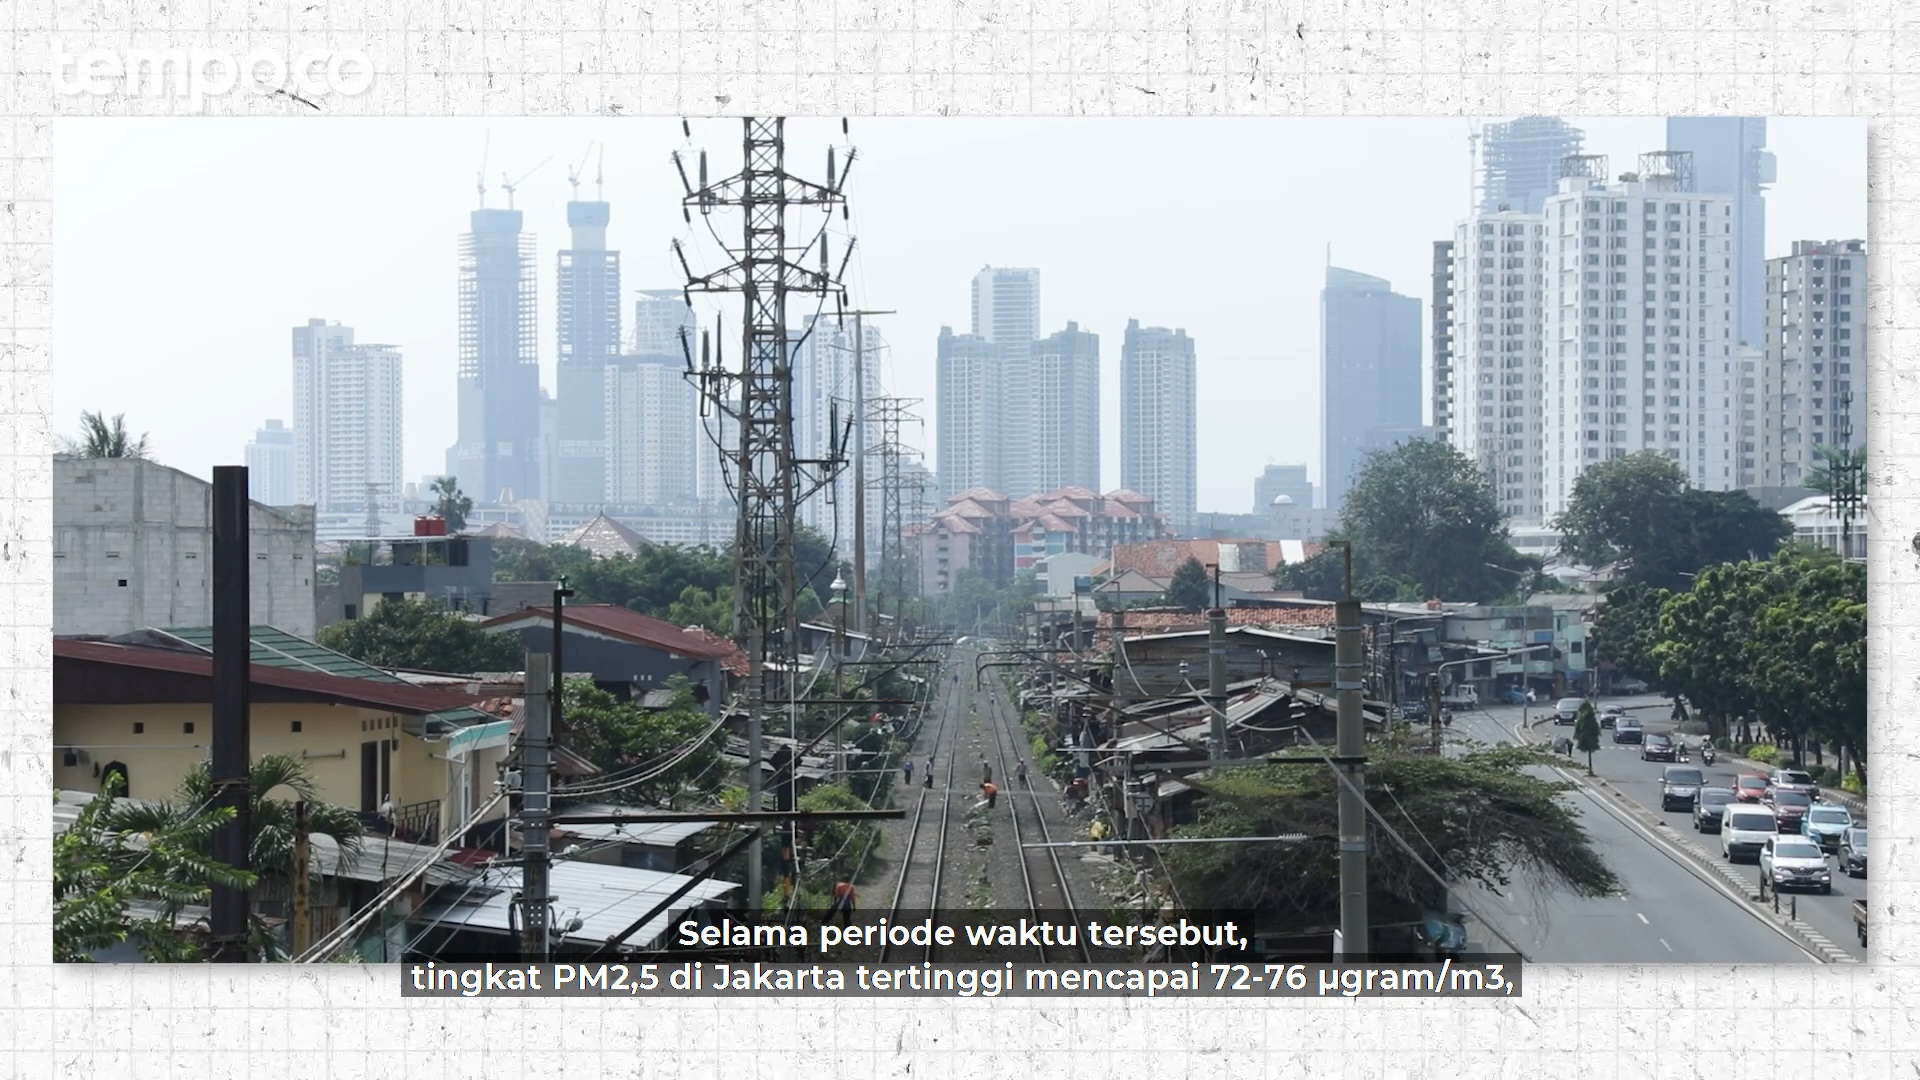 tempo.co
Selama periode waktu tersebut,
tingkat PM2,5 di Jakarta tertinggi mencapai 72-76 µgram/m3,